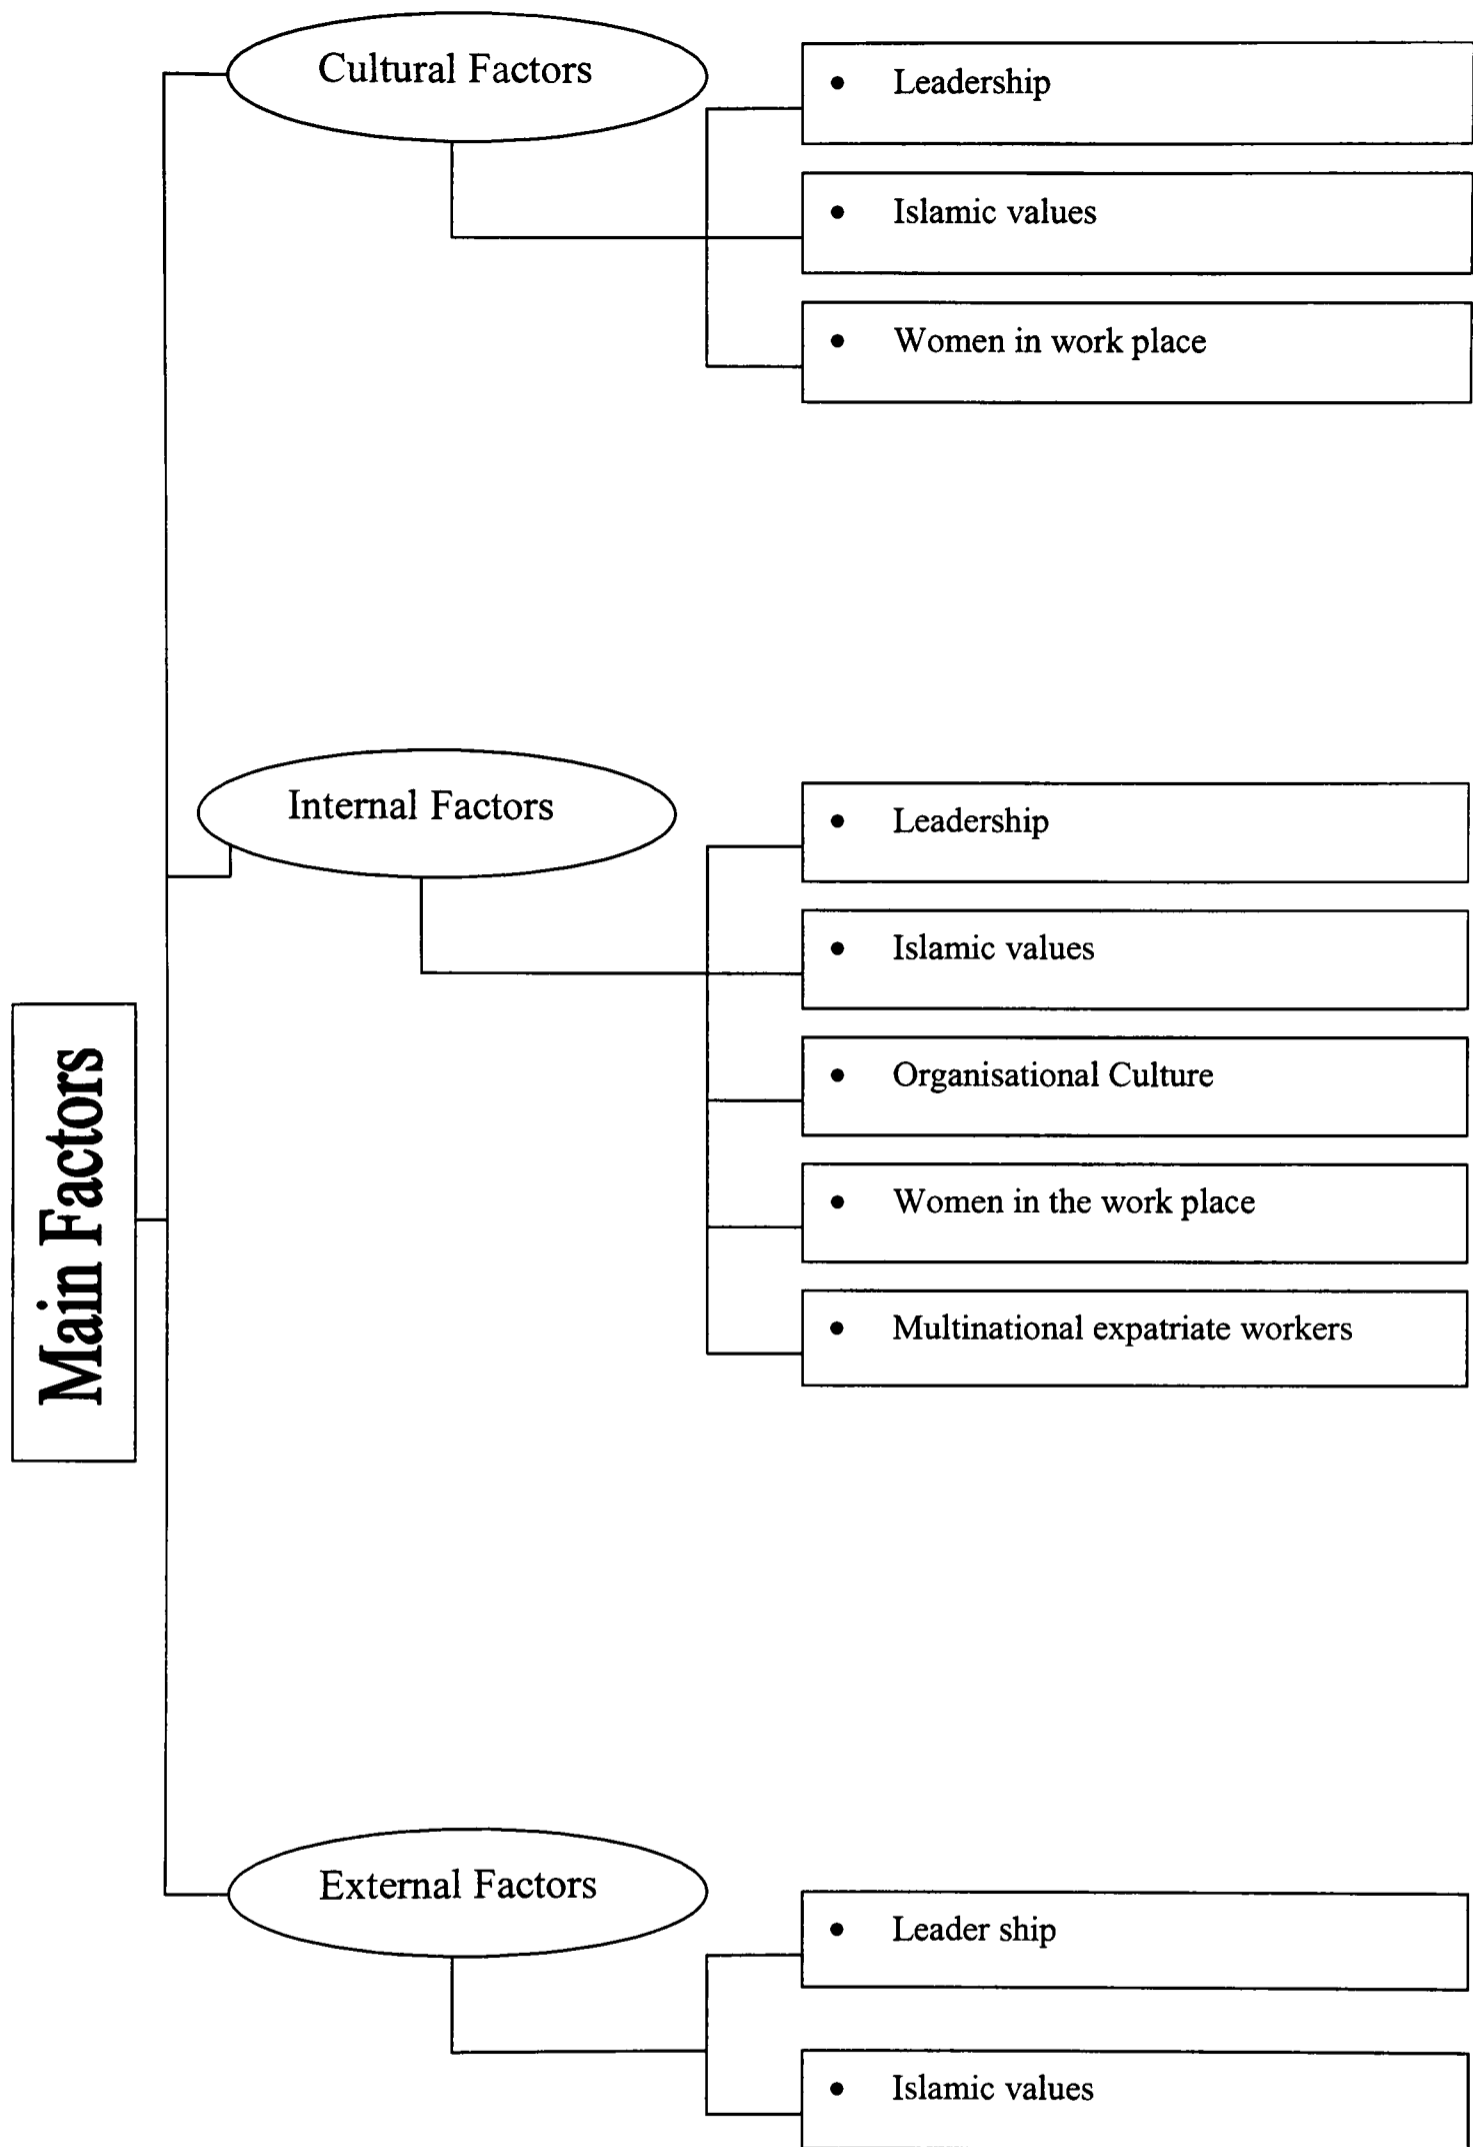 Main Factors
Cultural Factors
• Leadership
• Islamic values
• Women in work place
Internal Factors
• Leadership
• Islamic values
• Organisational Culture
• Women in the work place
• Multinational expatriate workers
External Factors
• Leader ship
• Islamic values